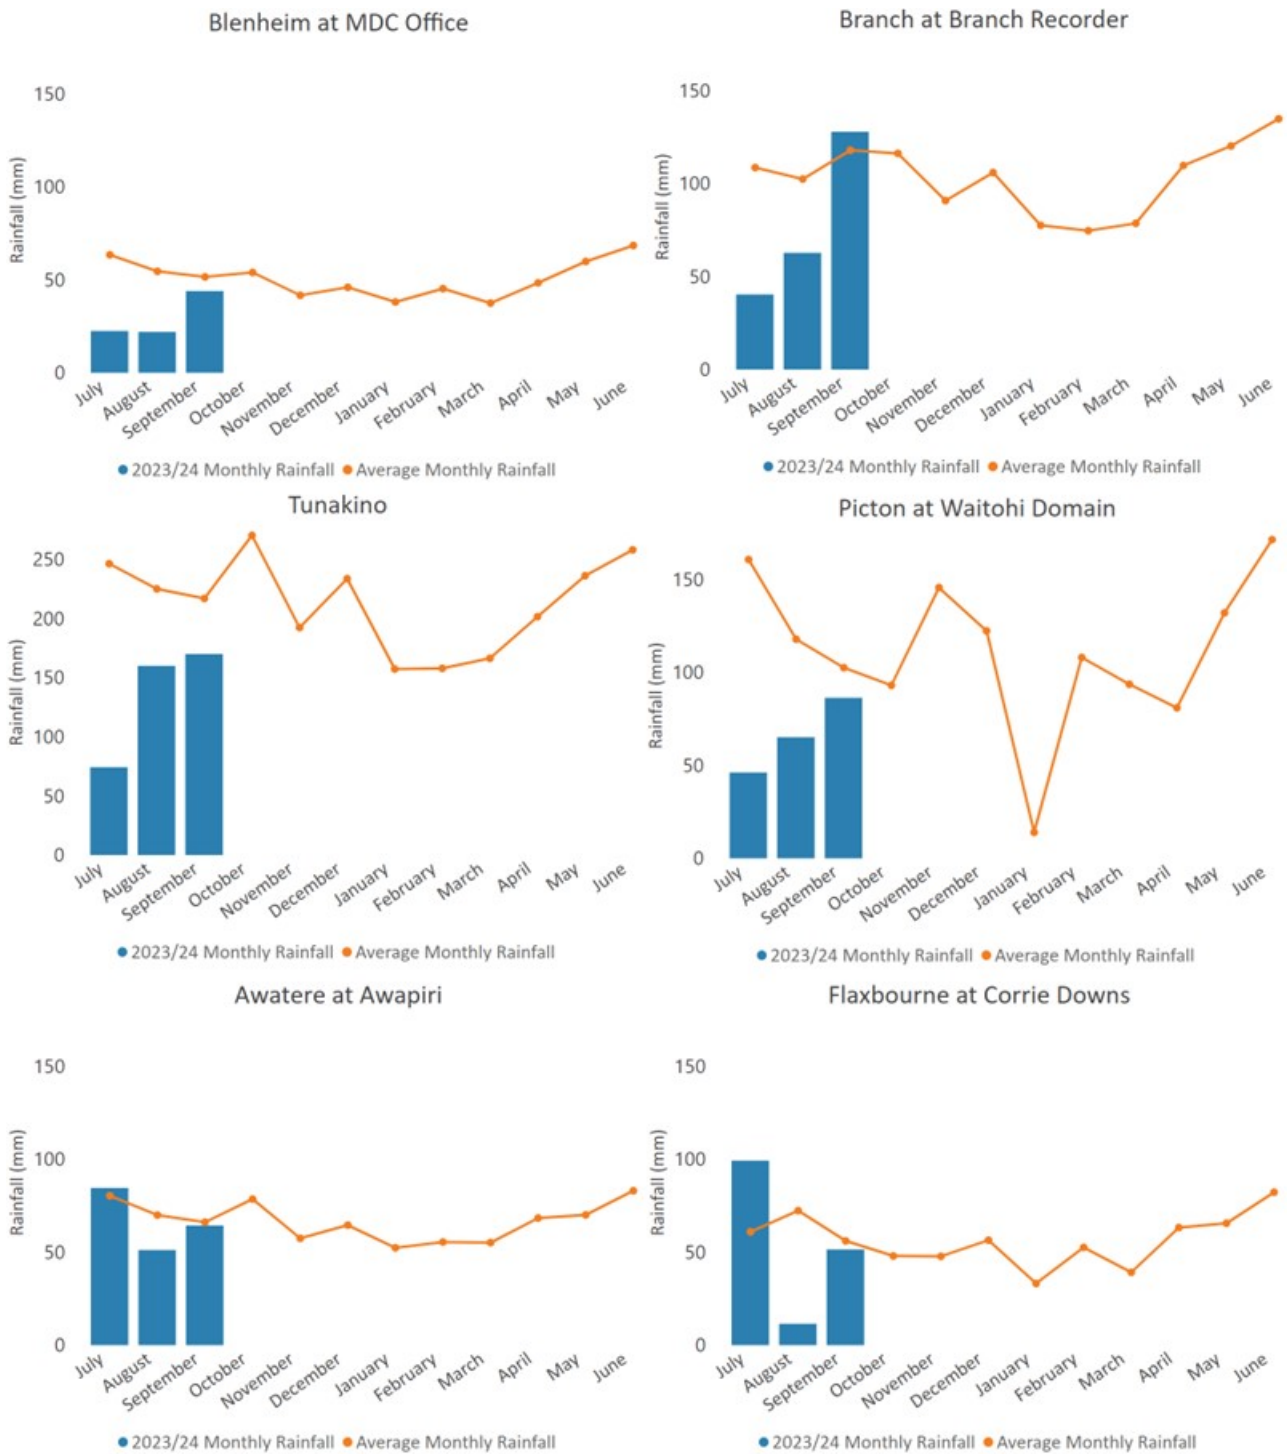 Blenheim at MDC Office
150
100
50
0
Rainfall (mm)
July
August
September
October
November
December
January
February
March
April
May
June
2023/24 Monthly Rainfall Average Monthly Rainfall
Branch at Branch Recorder
150
100
50
0
Rainfall (mm)
July
August
September
October
November
December
January
February
March
April
May
June
2023/24 Monthly Rainfall Average Monthly Rainfall
Tunakino
250
200
150
100
50
0
Rainfall (mm)
July
August
September
October
November
December
January
February
March
April
May
June
2023/24 Monthly Rainfall Average Monthly Rainfall
Picton at Waitohi Domain
150
100
50
0
Rainfall (mm)
July
August
September
October
November
December
January
February
March
April
May
June
2023/24 Monthly Rainfall Average Monthly Rainfall
Awatere at Awapiri
150
100
50
0
Rainfall (mm)
July
August
September
October
November
December
January
February
March
April
May
June
2023/24 Monthly Rainfall Average Monthly Rainfall
Flaxbourne at Corrie Downs
150
100
50
0
Rainfall (mm)
July
August
September
October
November
December
January
February
March
April
May
June
2023/24 Monthly Rainfall Average Monthly Rainfall